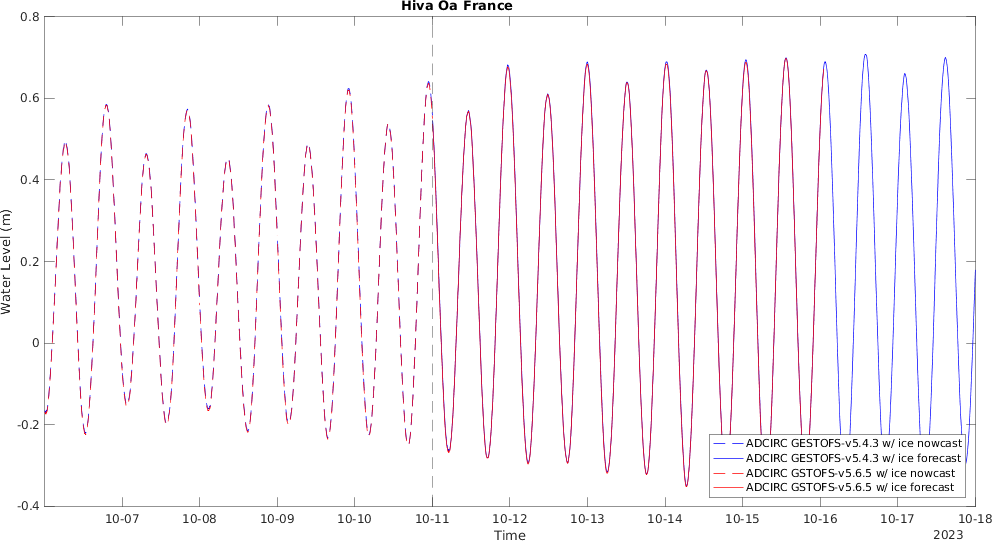 Hiva Oa France
0.8
0.6
0.4
0.2
0
-0.2
-0.4
Water Level (m)
10-07
10-08
10-09
10-10
10-11
10-12
10-13
10-14
10-15
10-16
10-17
10-18
Time
2023
ADCIRC GESTOFS-v5.4.3 w/ ice nowcast
ADCIRC GESTOFS-v5.4.3 w/ ice forecast
ADCIRC GSTOFS-v5.6.5 w/ ice nowcast
ADCIRC GSTOFS-v5.6.5 w/ ice forecast